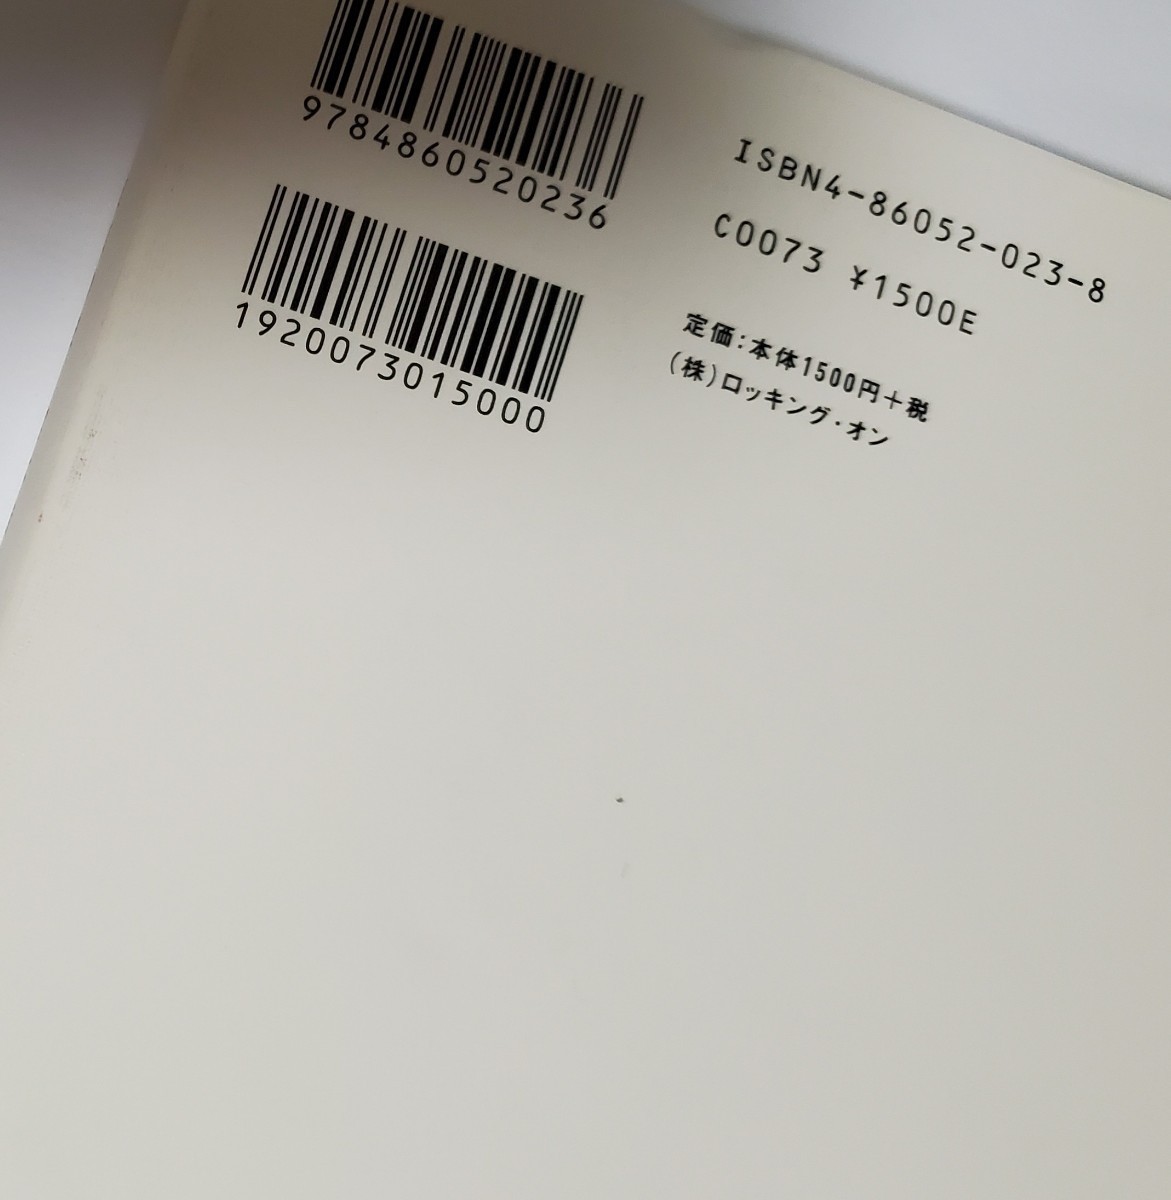 9784860520236
1920073015000
ISBN4-86052-023-8
C0073 ¥1500E
定価：本体1500円＋税
（株）ロッキング・オン